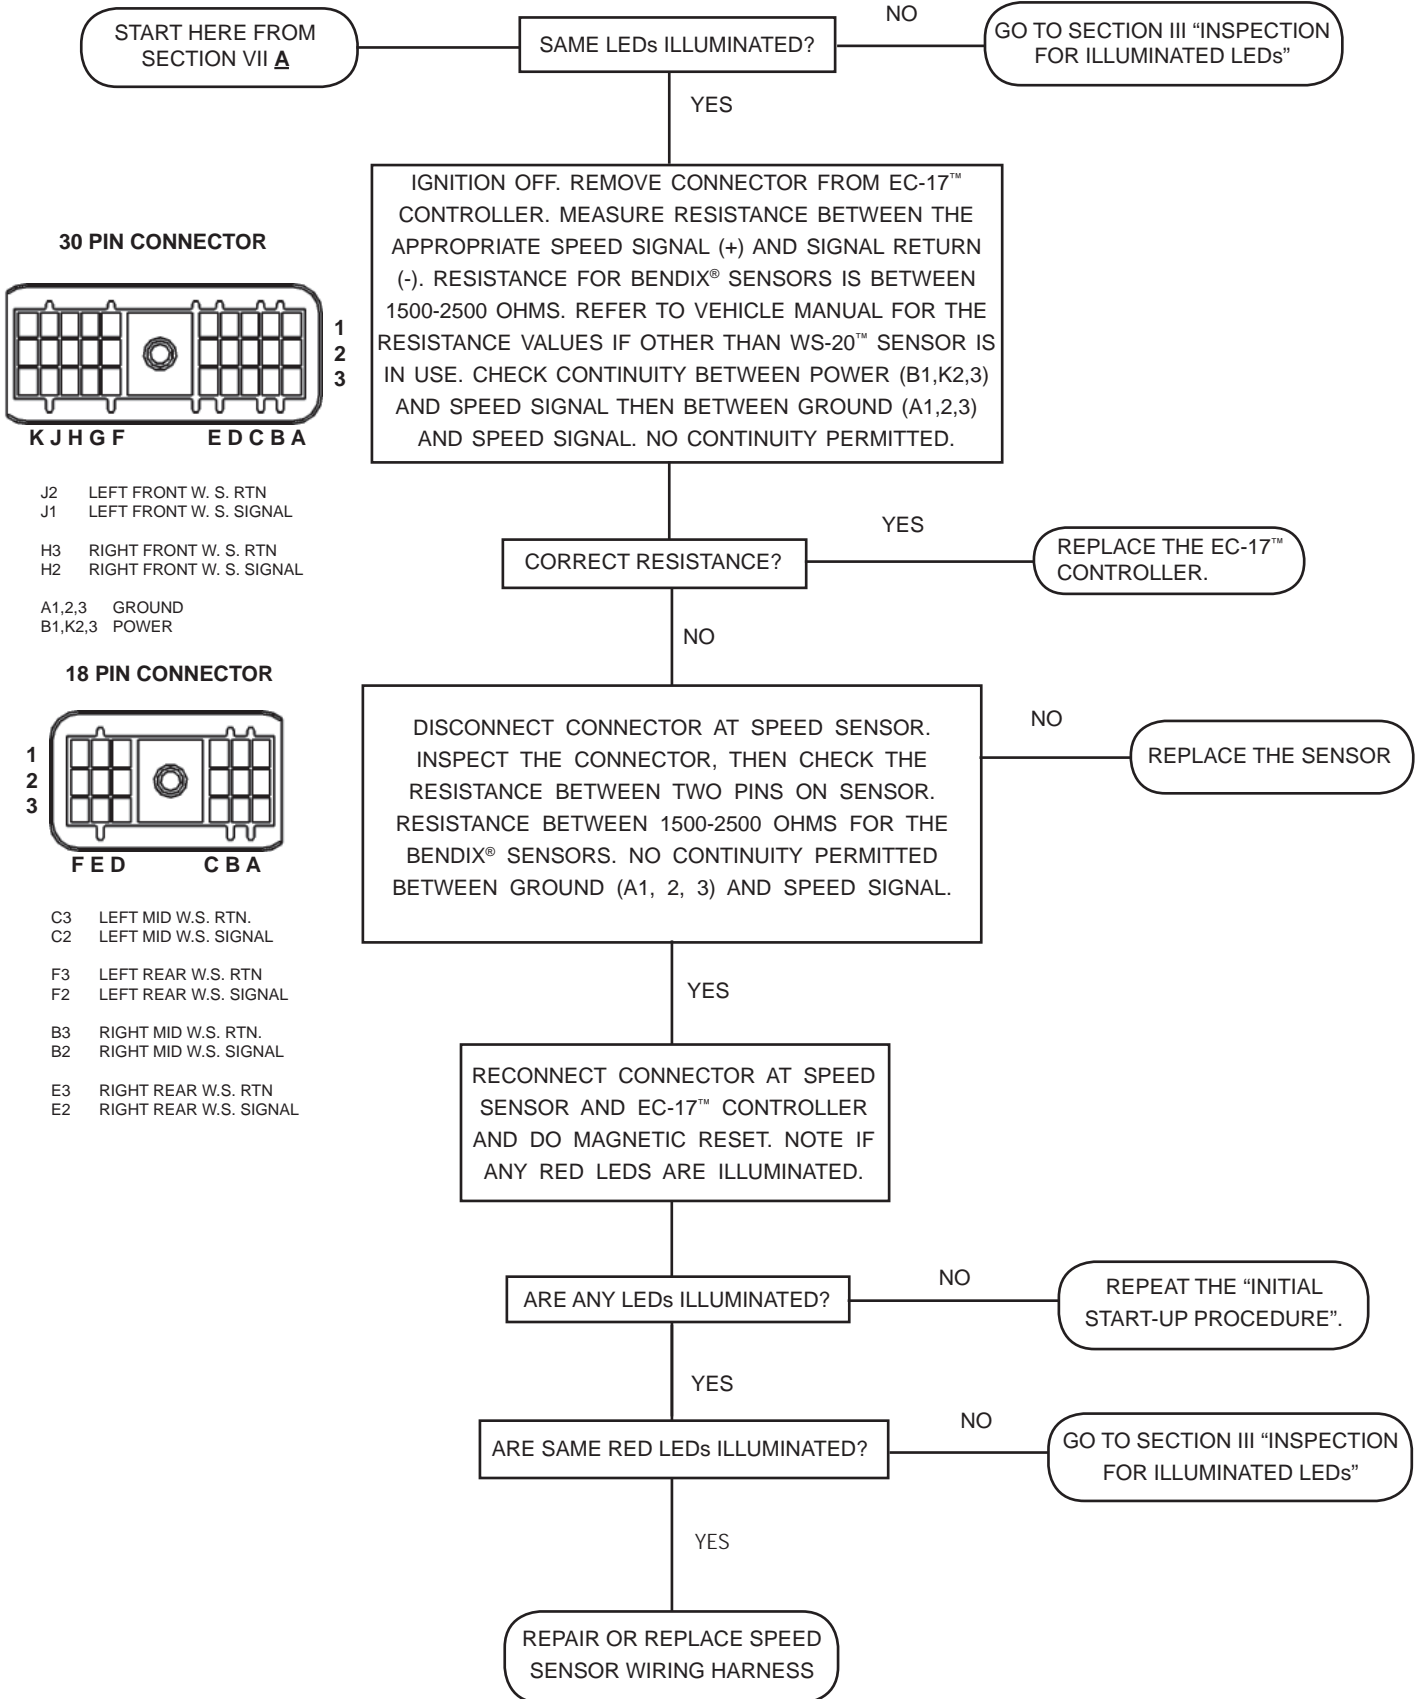 START HERE FROM
SECTION VII A
SAME LEDs ILLUMINATED?
NO
GO TO SECTION III “INSPECTION
FOR ILLUMINATED LEDs”
YES
IGNITION OFF. REMOVE CONNECTOR FROM EC-17™
CONTROLLER. MEASURE RESISTANCE BETWEEN THE
APPROPRIATE SPEED SIGNAL (+) AND SIGNAL RETURN
(-). RESISTANCE FOR BENDIX® SENSORS IS BETWEEN
1500-2500 OHMS. REFER TO VEHICLE MANUAL FOR THE
RESISTANCE VALUES IF OTHER THAN WS-20™ SENSOR IS
IN USE. CHECK CONTINUITY BETWEEN POWER (B1,K2,3)
AND SPEED SIGNAL THEN BETWEEN GROUND (A1,2,3)
AND SPEED SIGNAL. NO CONTINUITY PERMITTED.
30 PIN CONNECTOR
1
2
3
K J H G F E D C B A
J2 LEFT FRONT W. S. RTN
J1 LEFT FRONT W. S. SIGNAL
H3 RIGHT FRONT W. S. RTN
H2 RIGHT FRONT W. S. SIGNAL
A1,2,3 GROUND
B1,K2,3 POWER
CORRECT RESISTANCE?
YES
REPLACE THE EC-17™
CONTROLLER.
NO
18 PIN CONNECTOR
1
2
3
F E D C B A
C3 LEFT MID W.S. RTN.
C2 LEFT MID W.S. SIGNAL
F3 LEFT REAR W.S. RTN
F2 LEFT REAR W.S. SIGNAL
B3 RIGHT MID W.S. RTN.
B2 RIGHT MID W.S. SIGNAL
E3 RIGHT REAR W.S. RTN
E2 RIGHT REAR W.S. SIGNAL
DISCONNECT CONNECTOR AT SPEED SENSOR.
INSPECT THE CONNECTOR, THEN CHECK THE
RESISTANCE BETWEEN TWO PINS ON SENSOR.
RESISTANCE BETWEEN 1500-2500 OHMS FOR THE
BENDIX® SENSORS. NO CONTINUITY PERMITTED
BETWEEN GROUND (A1, 2, 3) AND SPEED SIGNAL.
NO
REPLACE THE SENSOR
YES
RECONNECT CONNECTOR AT SPEED
SENSOR AND EC-17™ CONTROLLER
AND DO MAGNETIC RESET. NOTE IF
ANY RED LEDS ARE ILLUMINATED.
ARE ANY LEDs ILLUMINATED?
NO
REPEAT THE “INITIAL
START-UP PROCEDURE”.
YES
ARE SAME RED LEDs ILLUMINATED?
NO
GO TO SECTION III “INSPECTION
FOR ILLUMINATED LEDs”
YES
REPAIR OR REPLACE SPEED
SENSOR WIRING HARNESS